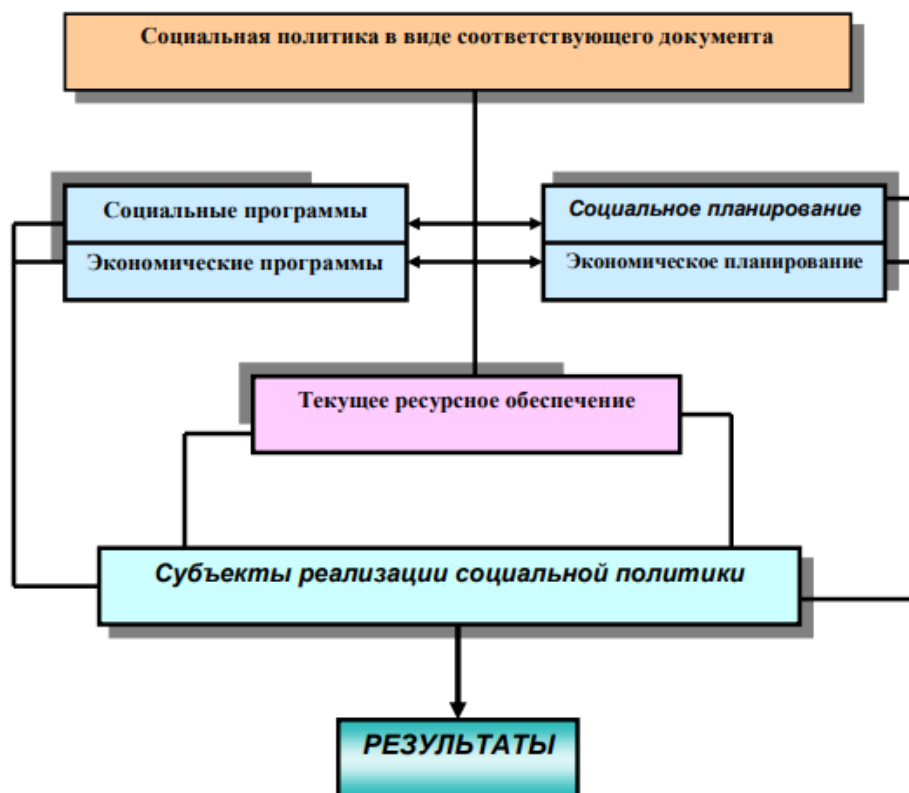 Социальная политика в виде соответствующего документа
Социальные программы
Социальное планирование
Экономические программы
Экономическое планирование
Текущее ресурсное обеспечение
Субъекты реализации социальной политики
РЕЗУЛЬТАТЫ